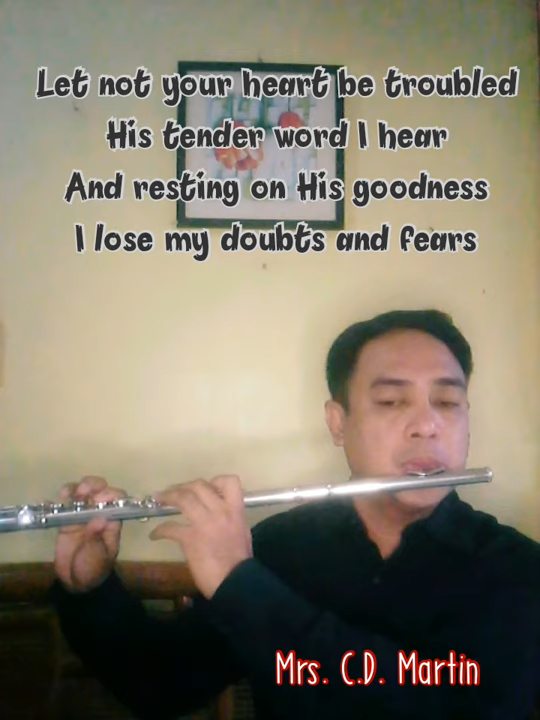 Let not your heart be troubled
His tender word I hear
And resting on His goodness
I lose my doubts and fears
Mrs. C.D. Martin